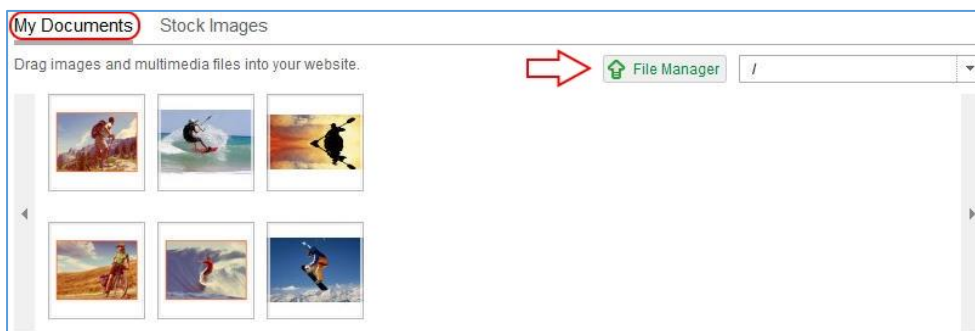 My Documents Stock Images
Drag images and multimedia files into your website.
File Manager /